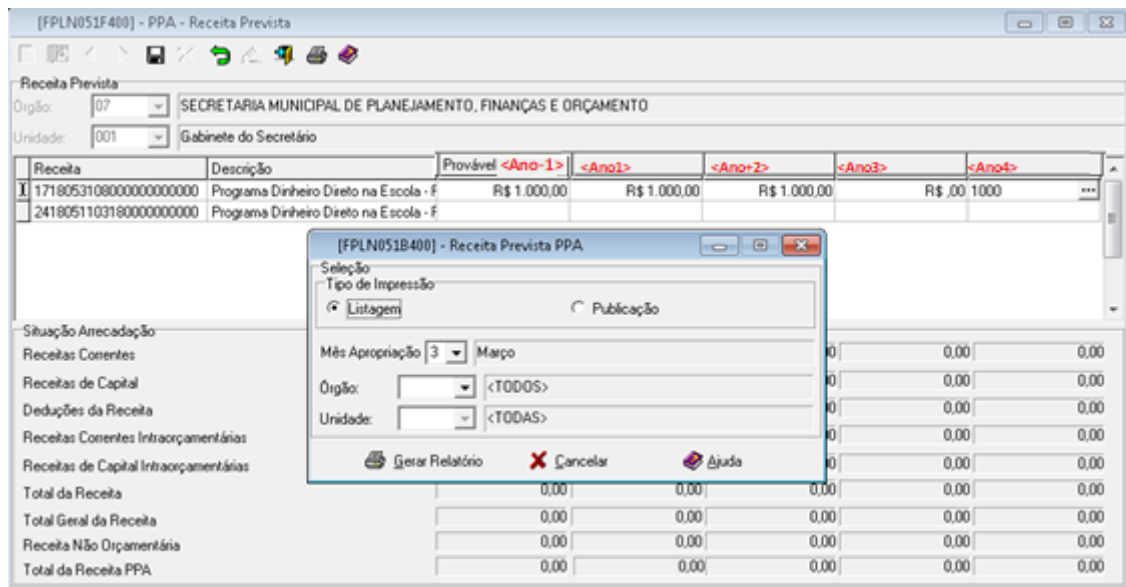 [FPLN051F400] - PPA - Receita Prevista
Receita Prevista
Órgão: 07 SECRETARIA MUNICIPAL DE PLANEJAMENTO, FINANÇAS E ORÇAMENTO
Unidade: 001 Gabinete do Secretário
Receita Descrição Provável <Ano-1> <Ano1> <Ano+2> <Ano3> <Ano4>
1718053108000000000000 Programa Dinheiro Direto na Escola - F R$ 1.000,00 R$ 1.000,00 R$ 1.000,00 R$ ,00 1000 ...
2418051103180000000000 Programa Dinheiro Direto na Escola - F
[FPLN051B400] - Receita Prevista PPA
Seleção
Tipo de Impressão
Listagem Publicação
Mês Apropriação 3 Março
Órgão: <TODOS>
Unidade: <TODAS>
Gerar Relatório Cancelar Ajuda
Situação Arrecadação
Receitas Correntes 0,00 0,00
Receitas de Capital 0,00 0,00
Deduções da Receita 0,00 0,00
Receitas Correntes Intraorçamentárias 0,00 0,00
Receitas de Capital Intraorçamentárias 0,00 0,00
Total da Receita 0,00 0,00 0,00 0,00 0,00
Total Geral da Receita 0,00 0,00 0,00 0,00 0,00
Receita Não Orçamentária 0,00 0,00 0,00 0,00 0,00
Total da Receita PPA 0,00 0,00 0,00 0,00 0,00